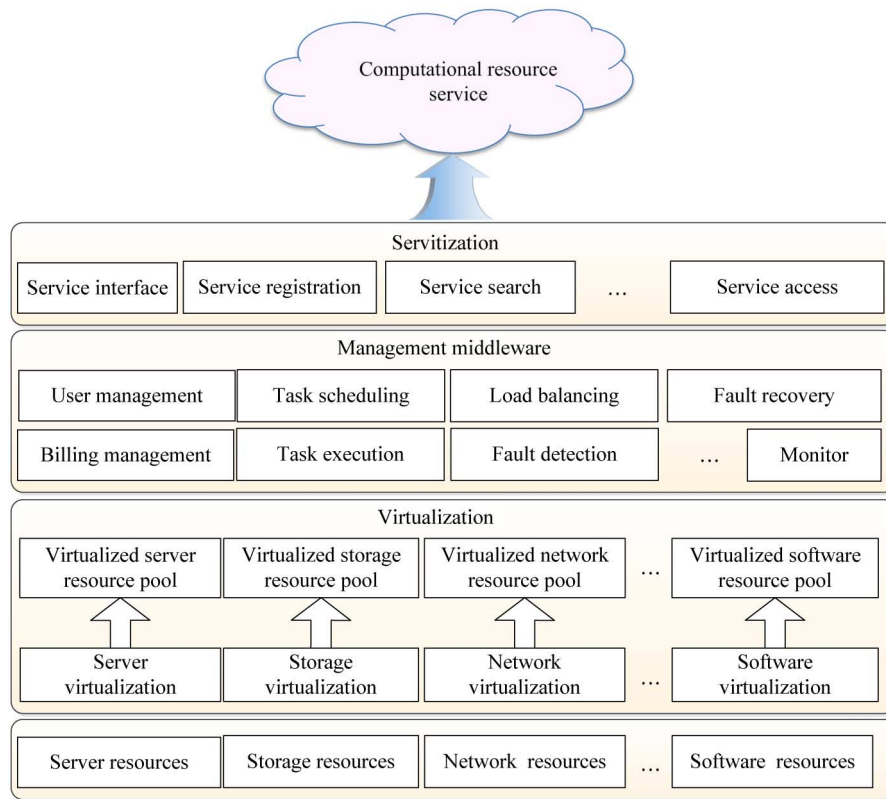 Computational resource
service
Servitization
Service interface
Service registration
Service search
...
Service access
Management middleware
User management
Task scheduling
Load balancing
Fault recovery
Billing management
Task execution
Fault detection
...
Monitor
Virtualization
Virtualized server
resource pool
Virtualized storage
resource pool
Virtualized network
resource pool
...
Virtualized software
resource pool
Server
virtualization
Storage
virtualization
Network
virtualization
...
Software
virtualization
Server resources
Storage resources
Network resources
...
Software resources